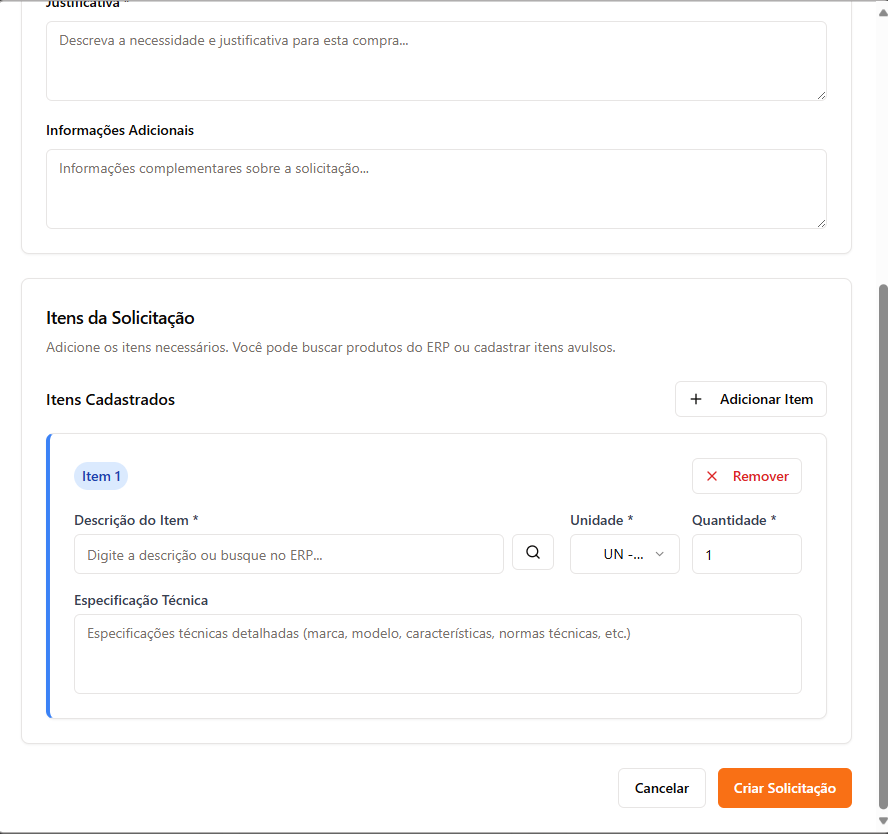 Justificativa *
Descreva a necessidade e justificativa para esta compra...
Informações Adicionais
Informações complementares sobre a solicitação...
Itens da Solicitação
Adicione os itens necessários. Você pode buscar produtos do ERP ou cadastrar itens avulsos.
Itens Cadastrados
Adicionar Item
Item 1
Remover
Descrição do Item *
Unidade *
Quantidade *
Digite a descrição ou busque no ERP...
UN -...
1
Especificação Técnica
Especificações técnicas detalhadas (marca, modelo, características, normas técnicas, etc.)
Cancelar
Criar Solicitação